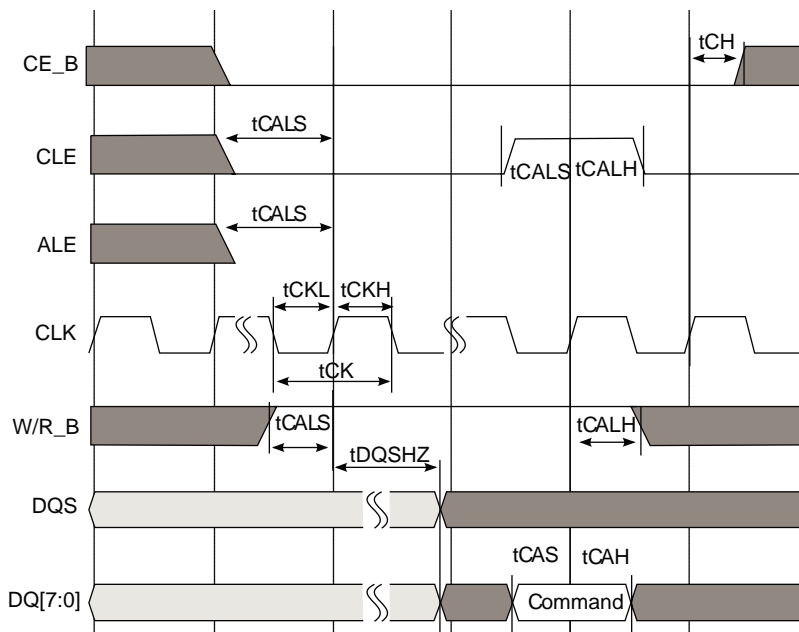 tCH
CE_B
tCALS
CLE
tCALS tCALH
tCALS
ALE
tCKL tCKH
CLK
tCK
W/R_B
tCALS
tCALH
tDQSHZ
DQS
tCAS tCAH
DQ[7:0]
Command